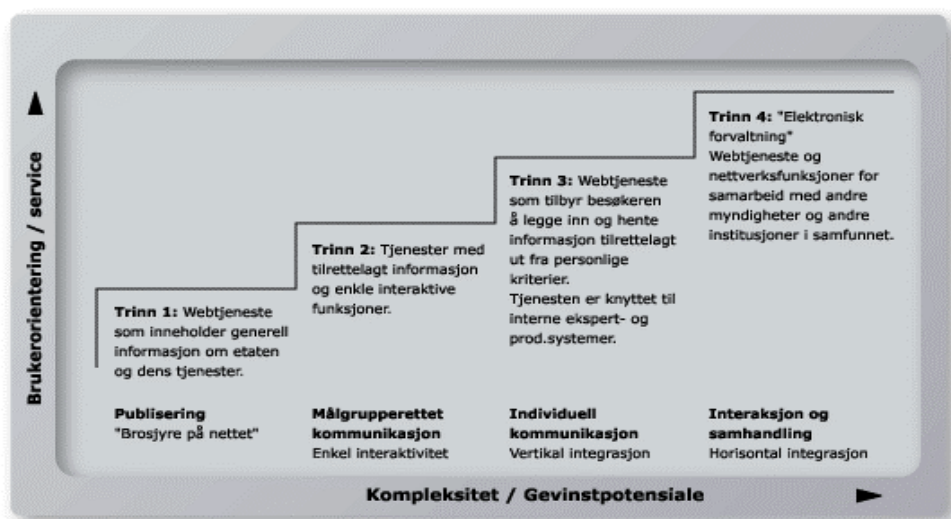 Brukerorientering / service
Trinn 1: Webtjeneste
som inneholder generell
informasjon om etaten
og dens tjenester.
Publisering
"Brosjyre på nettet"
Trinn 2: Tjenester med
tilrettelagt informasjon
og enkle interaktive
funksjoner.
Målgrupperettet
kommunikasjon
Enkel interaktivitet
Trinn 3: Webtjeneste
som tilbyr besøkeren
å legge inn og hente
informasjon tilrettelagt
ut fra personlige
kriterier.
Tjenesten er knyttet til
interne ekspert- og
prod.systemer.
Individuell
kommunikasjon
Vertikal integrasjon
Trinn 4: "Elektronisk
forvaltning"
Webtjeneste og
nettverksfunksjoner for
samarbeid med andre
myndigheter og andre
institusjoner i samfunnet.
Interaksjon og
samhandling
Horisontal integrasjon
Kompleksitet / Gevinstpotensiale